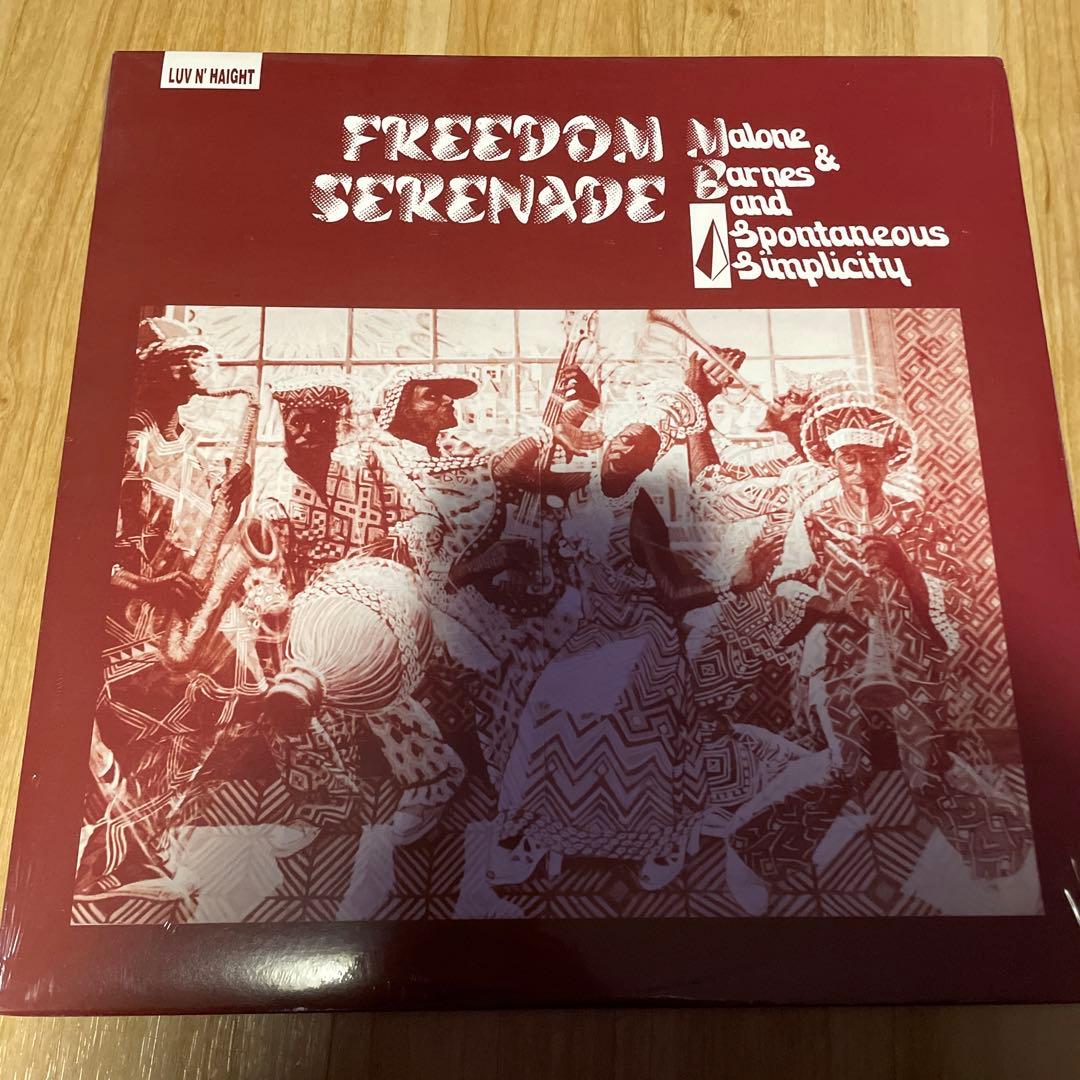 LUV N' HAIGHT
FREEDOM
SERENADE
Malone
&
Barnes
and
Spontaneous
Simplicity